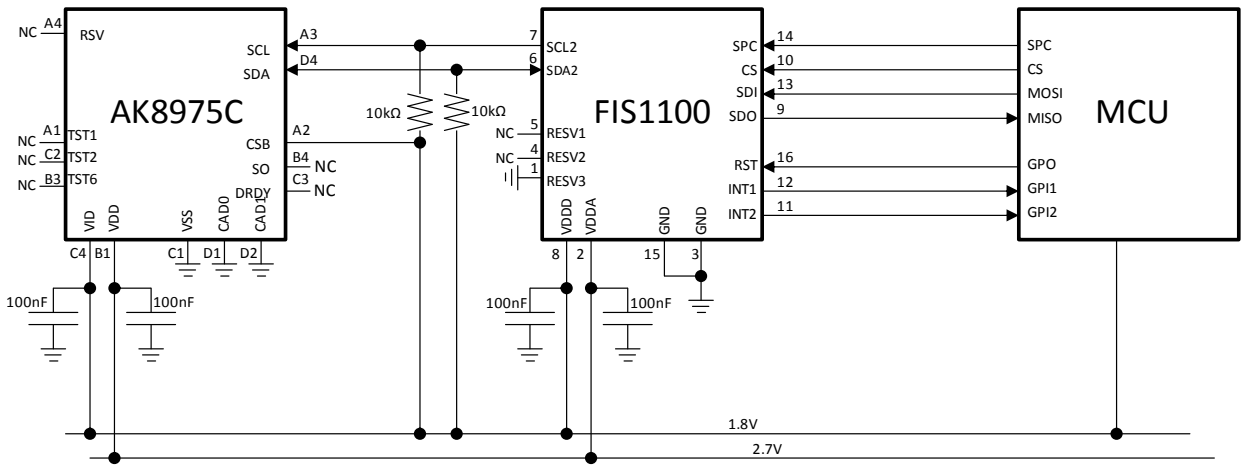 NC A4 RSV
A3 SCL
D4 SDA
AK8975C
10kΩ 10kΩ
A2 CSB
NC A1 TST1
NC C2 TST2
NC B3 TST6
SO B4 NC
DRDY C3 NC
VID VDD VSS CAD0 CAD1
C4 B1 C1 D1 D2
100nF 100nF
7 SCL2
6 SDA2
FIS1100
NC 5 RESV1
NC 4 RESV2
1 RESV3
SPC 14
CS 10
SDI 13
SDO 9
RST 16
INT1 12
INT2 11
VDDD VDDA GND GND
8 2 15 3
100nF 100nF
SPC
CS
MOSI
MISO
MCU
GPO
GPI1
GPI2
1.8V
2.7V